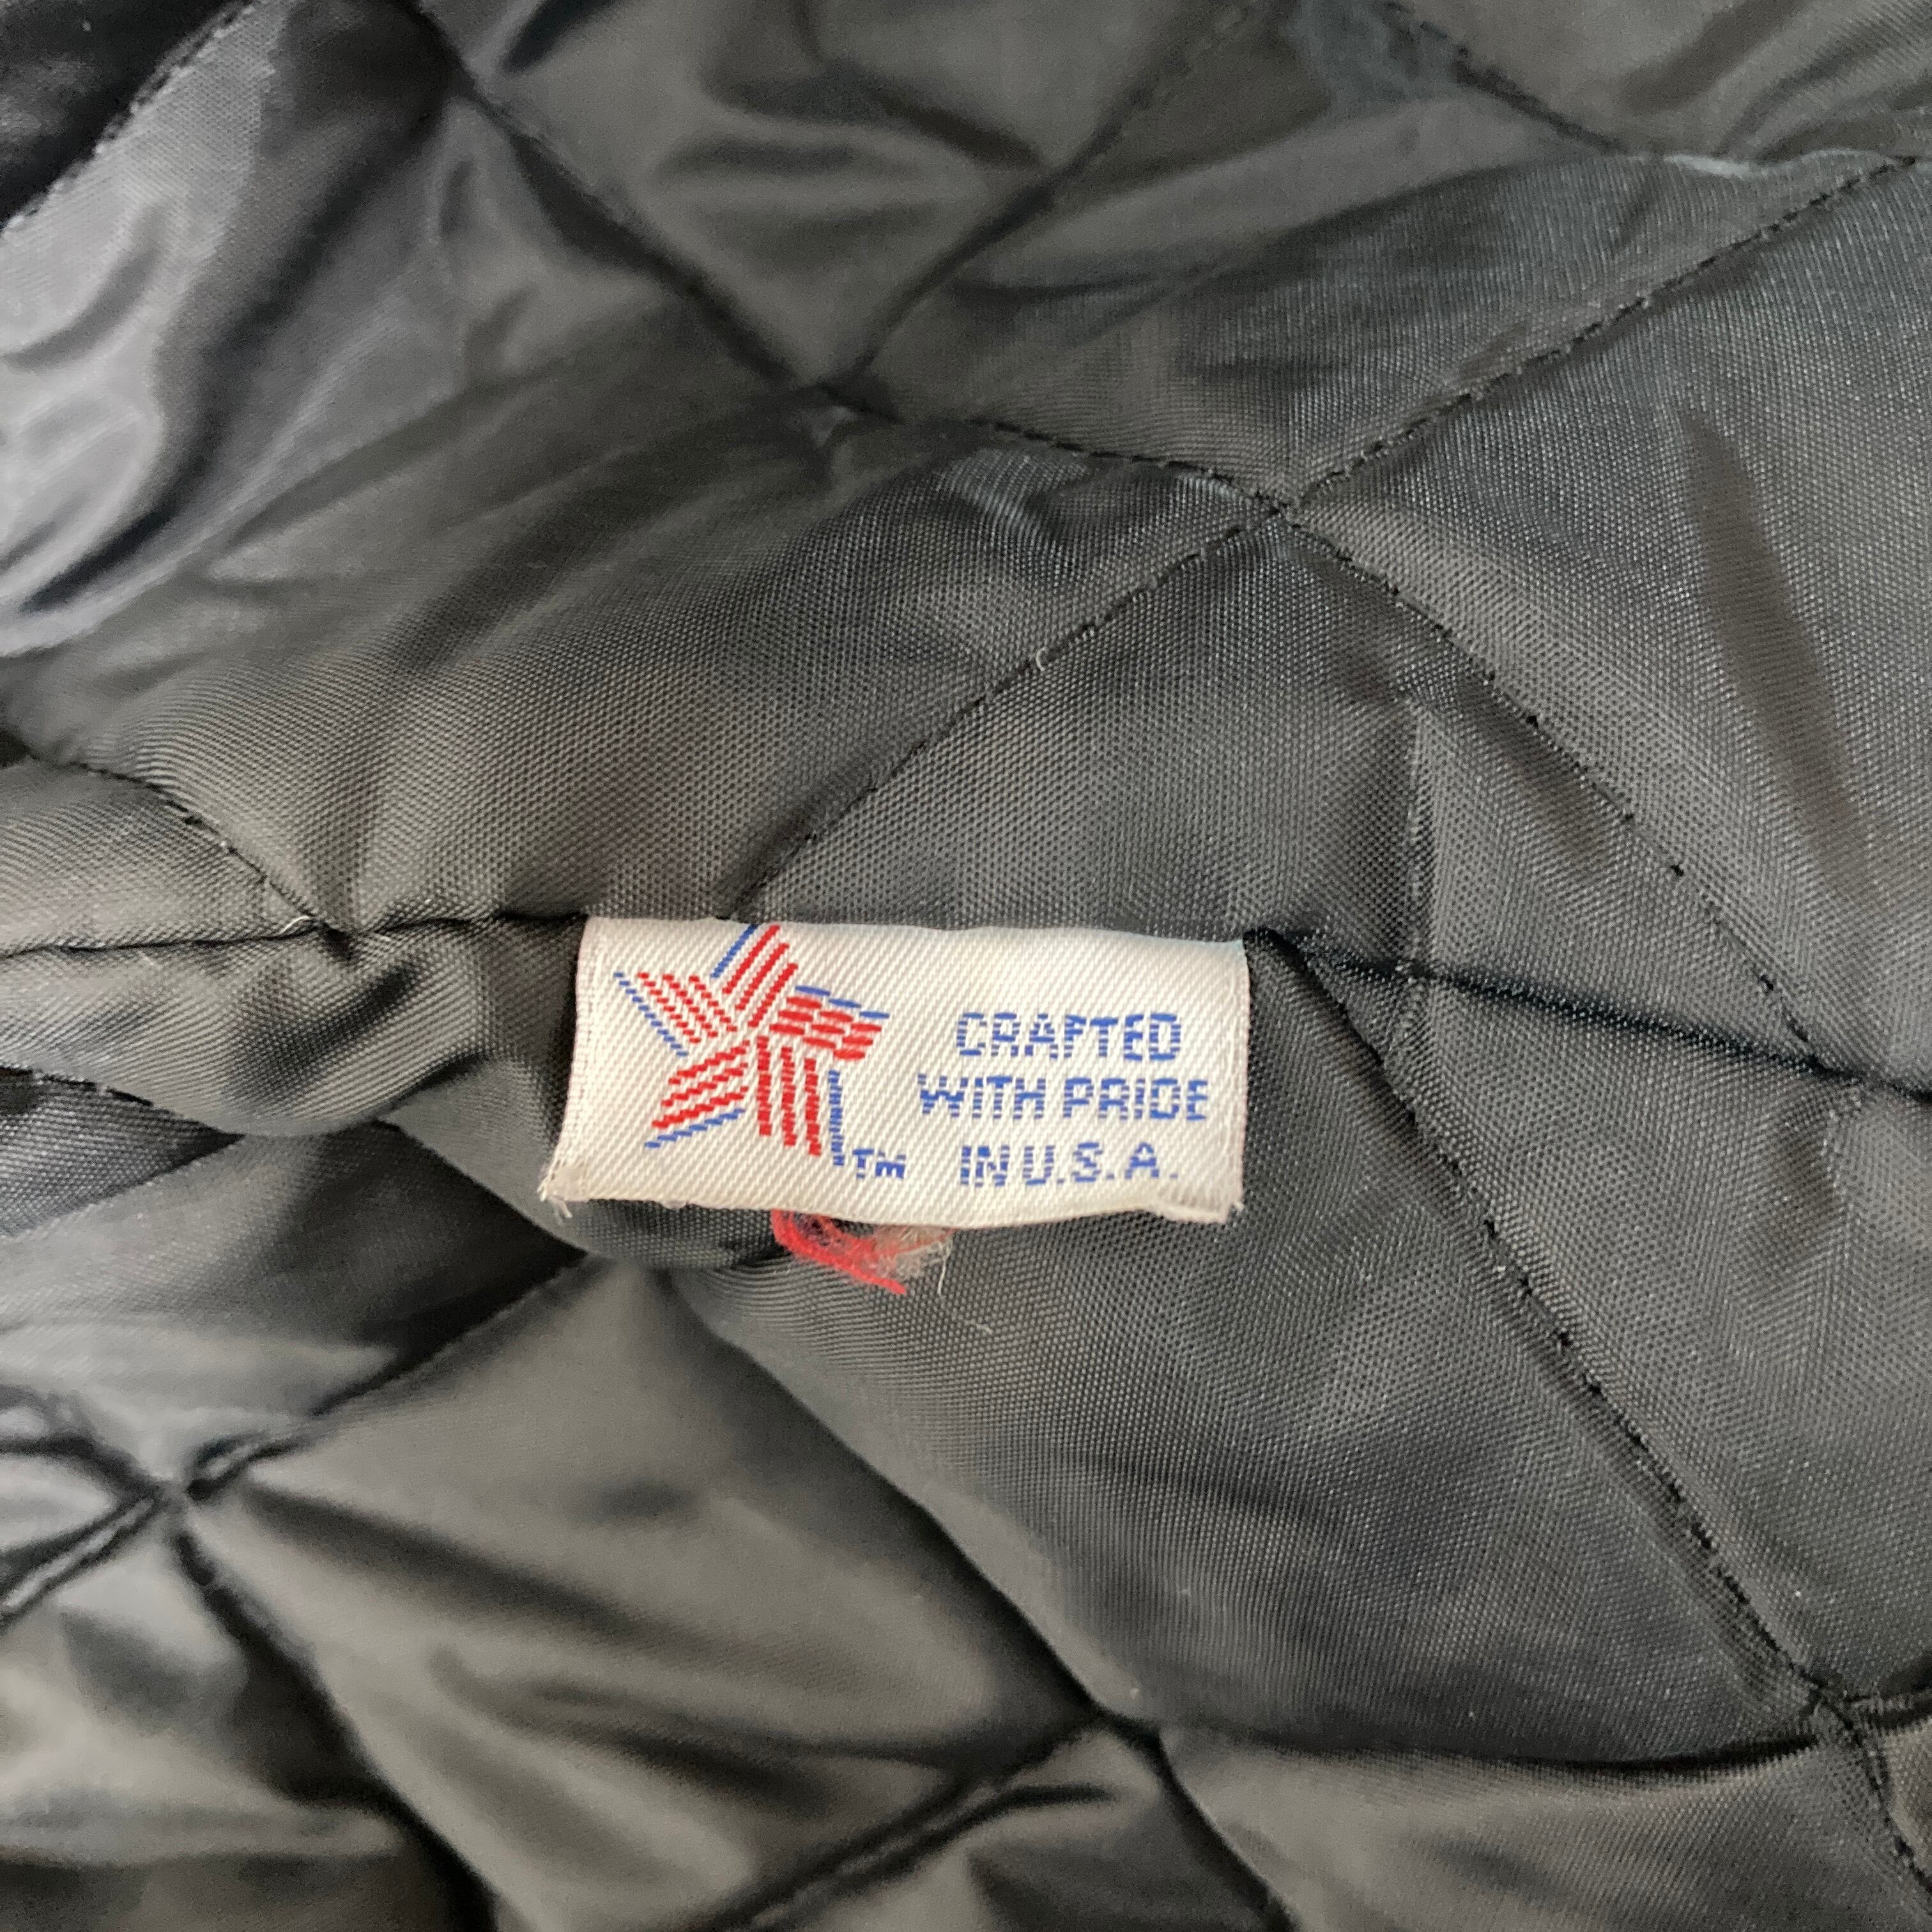 CRAFTED
WITH PRIDE
IN U.S.A.
TM